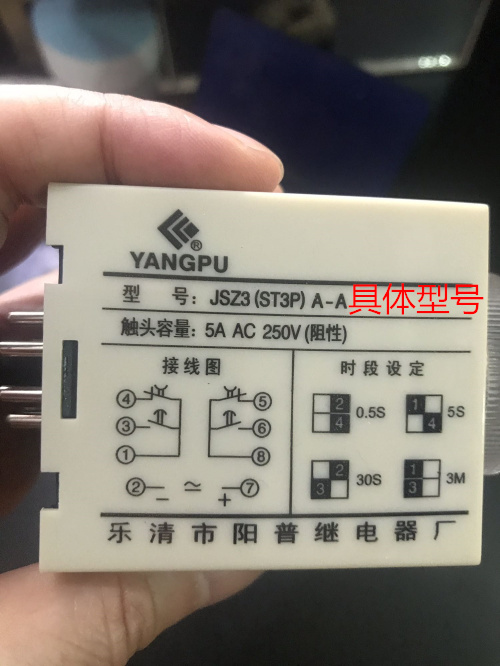 ®
YANGPU
型 号: JSZ3 (ST3P) A-A 具体型号
触头容量: 5A AC 250V (阻性)
接线图
④ ⑤
③ ⑥
① ⑧
② − ≃ + ⑦
时段设定
2 4 0.5S
1 4 5S
2 3 30S
1 3 3M
乐清市阳普继电器厂